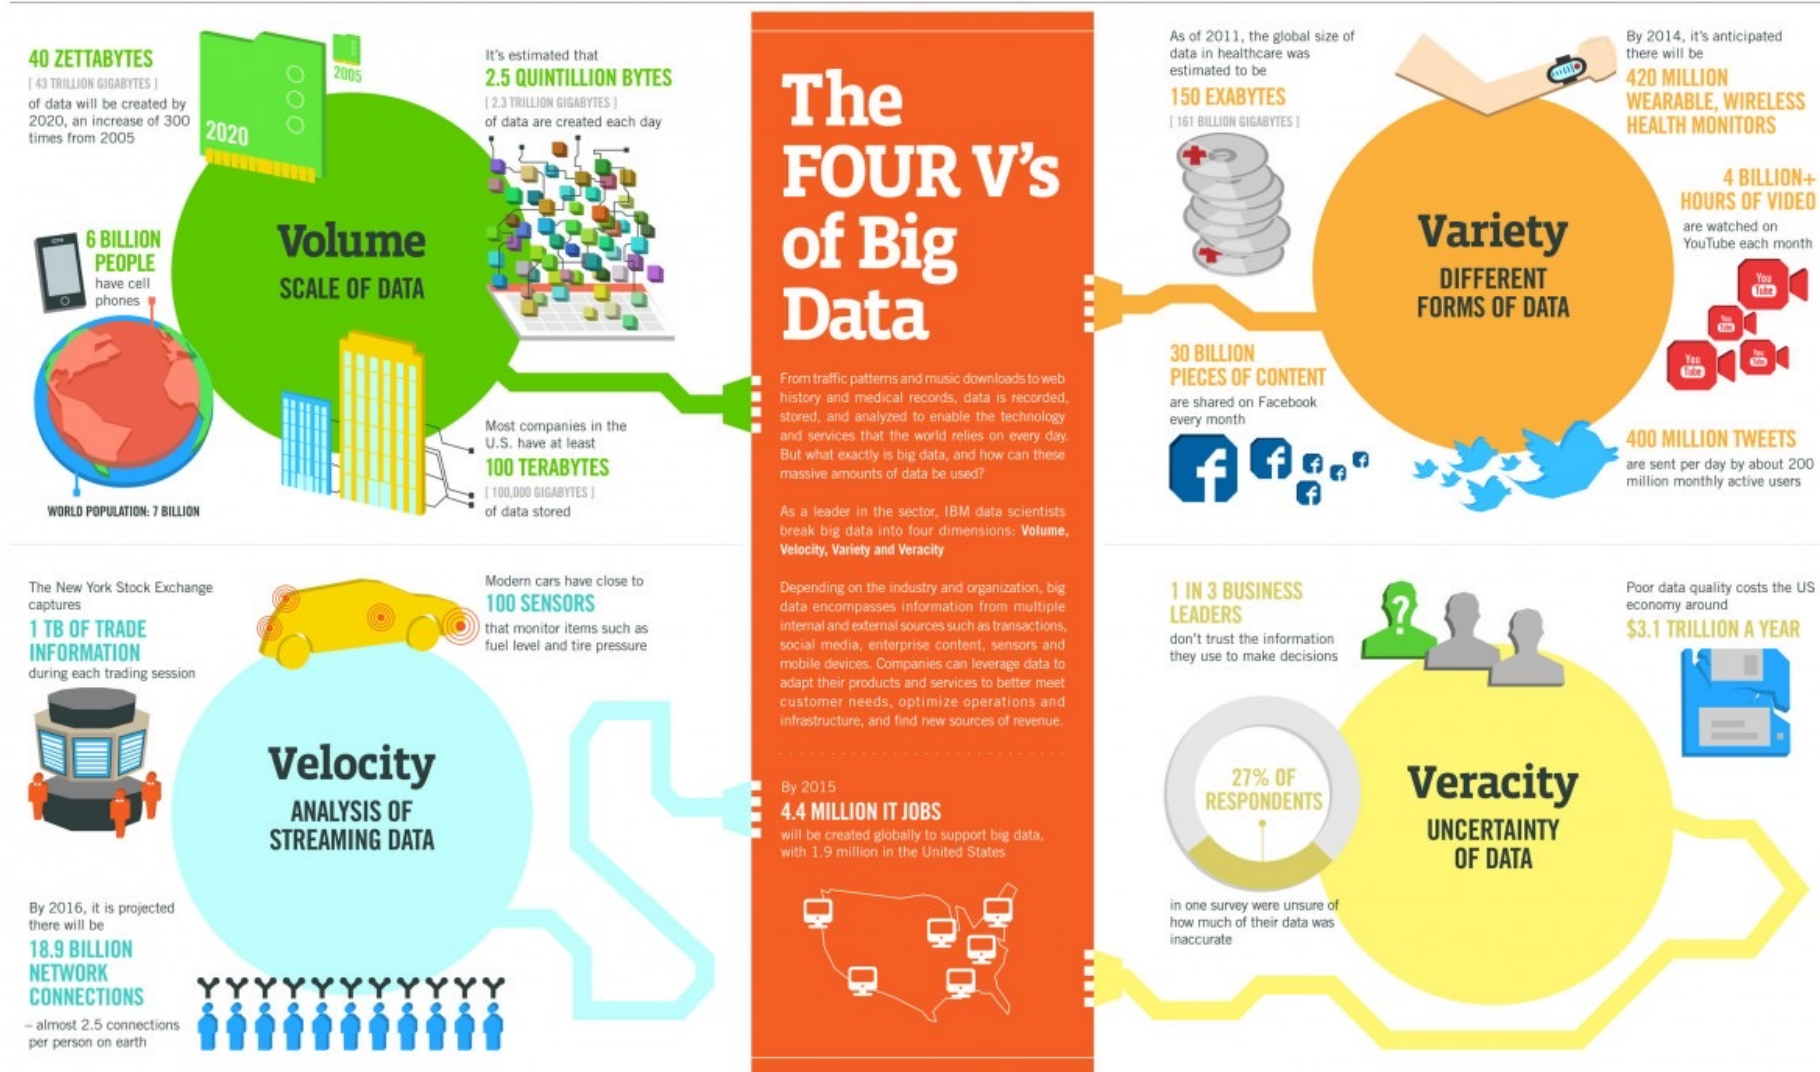 40 ZETTABYTES
[ 43 TRILLION GIGABYTES ]
of data will be created by
2020, an increase of 300
times from 2005
2020
2005
It's estimated that
2.5 QUINTILLION BYTES
[ 2.3 TRILLION GIGABYTES ]
of data are created each day
6 BILLION
PEOPLE
have cell
phones
WORLD POPULATION: 7 BILLION
Volume
SCALE OF DATA
Most companies in the
U.S. have at least
100 TERABYTES
[ 100,000 GIGABYTES ]
of data stored
The New York Stock Exchange
captures
1 TB OF TRADE
INFORMATION
during each trading session
Modern cars have close to
100 SENSORS
that monitor items such as
fuel level and tire pressure
Velocity
ANALYSIS OF
STREAMING DATA
By 2016, it is projected
there will be
18.9 BILLION
NETWORK
CONNECTIONS
– almost 2.5 connections
per person on earth
The
FOUR V's
of Big
Data
From traffic patterns and music downloads to web
history and medical records, data is recorded,
stored, and analyzed to enable the technology
and services that the world relies on every day.
But what exactly is big data, and how can these
massive amounts of data be used?
As a leader in the sector, IBM data scientists
break big data into four dimensions: Volume,
Velocity, Variety and Veracity
Depending on the industry and organization, big
data encompasses information from multiple
internal and external sources such as transactions,
social media, enterprise content, sensors and
mobile devices. Companies can leverage data to
adapt their products and services to better meet
customer needs, optimize operations and
infrastructure, and find new sources of revenue.
By 2015
4.4 MILLION IT JOBS
will be created globally to support big data,
with 1.9 million in the United States
As of 2011, the global size of
data in healthcare was
estimated to be
150 EXABYTES
[ 161 BILLION GIGABYTES ]
By 2014, it's anticipated
there will be
420 MILLION
WEARABLE, WIRELESS
HEALTH MONITORS
Variety
DIFFERENT
FORMS OF DATA
4 BILLION+
HOURS OF VIDEO
are watched on
YouTube each month
You
Tube
You
Tube
You
Tube
You
Tube
30 BILLION
PIECES OF CONTENT
are shared on Facebook
every month
f
f
f
f
f
f
400 MILLION TWEETS
are sent per day by about 200
million monthly active users
1 IN 3 BUSINESS
LEADERS
don't trust the information
they use to make decisions
?
Poor data quality costs the US
economy around
$3.1 TRILLION A YEAR
27% OF
RESPONDENTS
in one survey were unsure of
how much of their data was
inaccurate
Veracity
UNCERTAINTY
OF DATA